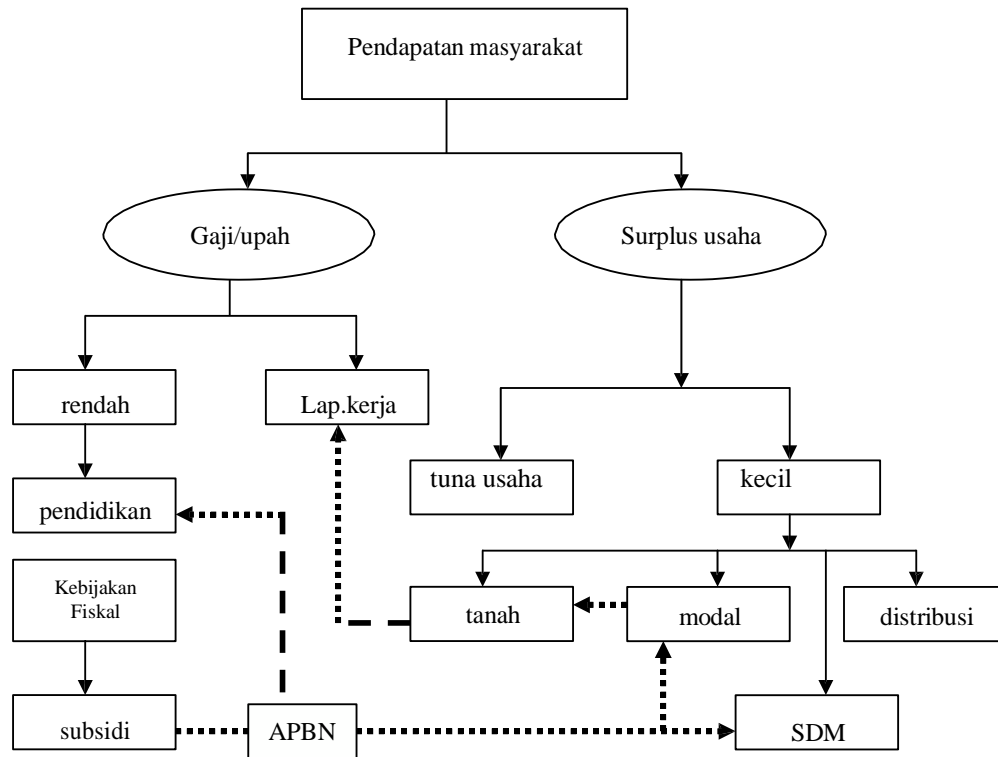 Pendapatan masyarakat
Gaji/upah
Surplus usaha
rendah
Lap.kerja
tuna usaha
kecil
pendidikan
Kebijakan
Fiskal
tanah
modal
distribusi
subsidi
APBN
SDM